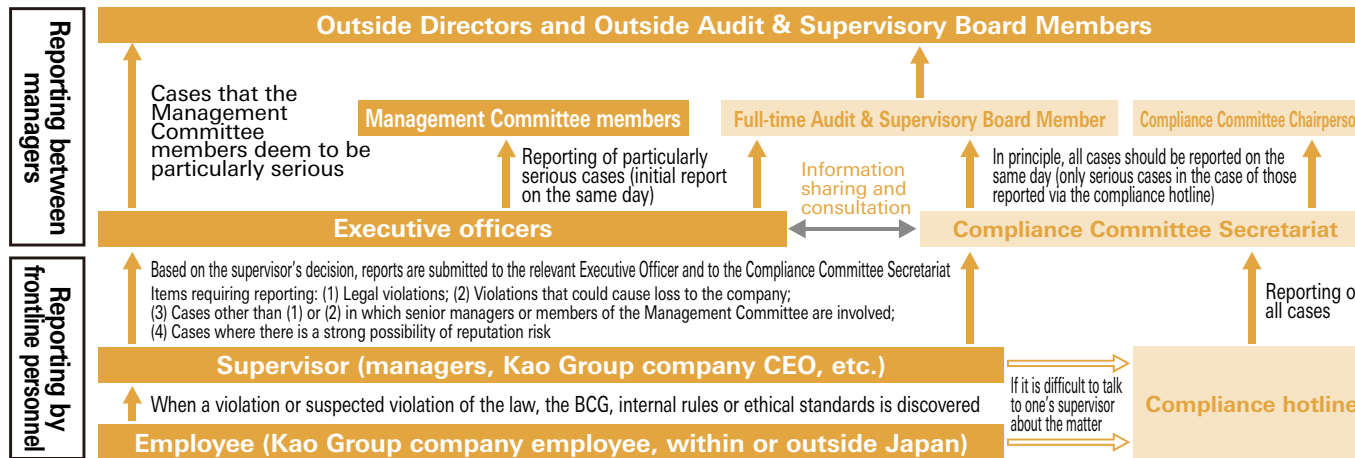 Reporting between
managers
Outside Directors and Outside Audit & Supervisory Board Members
Cases that the
Management
Committee
members deem to be
particularly serious
Management Committee members
Full-time Audit & Supervisory Board Member
Compliance Committee Chairperso
Reporting of particularly
serious cases (initial report
on the same day)
Information
sharing and
consultation
In principle, all cases should be reported on the
same day (only serious cases in the case of those
reported via the compliance hotline)
Executive officers
Compliance Committee Secretariat
Reporting by
frontline personnel
Based on the supervisor's decision, reports are submitted to the relevant Executive Officer and to the Compliance Committee Secretariat
Items requiring reporting: (1) Legal violations; (2) Violations that could cause loss to the company;
(3) Cases other than (1) or (2) in which senior managers or members of the Management Committee are involved;
(4) Cases where there is a strong possibility of reputation risk
Reporting o
all cases
Supervisor (managers, Kao Group company CEO, etc.)
When a violation or suspected violation of the law, the BCG, internal rules or ethical standards is discovered
If it is difficult to talk
to one's supervisor
about the matter
Compliance hotline
Employee (Kao Group company employee, within or outside Japan)